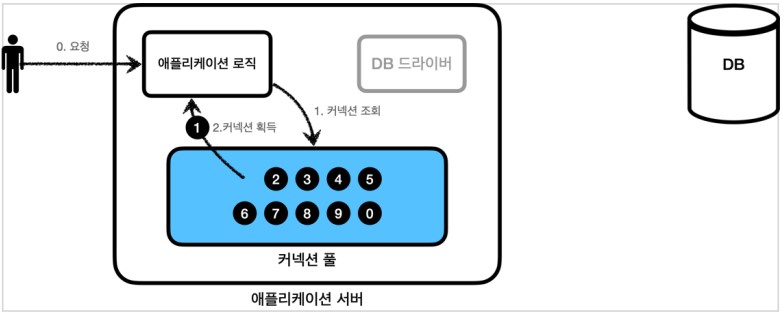 0. 요청
애플리케이션 로직
DB 드라이버
DB
1. 커넥션 조회
1 2.커넥션 획득
2 3 4 5
6 7 8 9 0
커넥션 풀
애플리케이션 서버